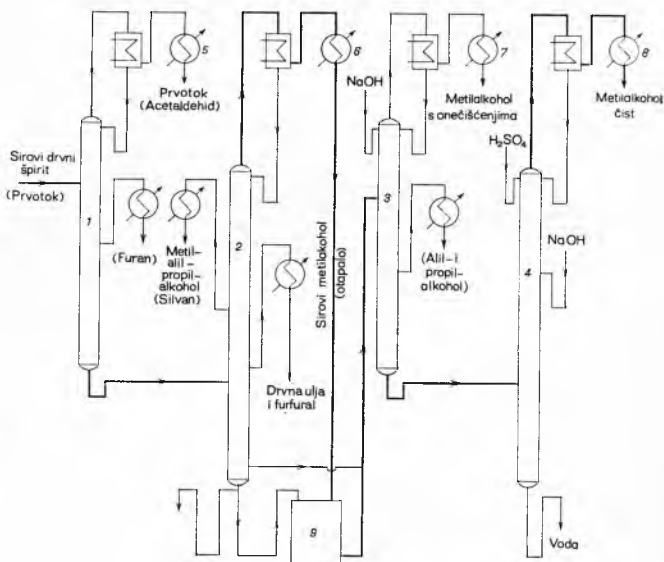 5
Prvotok
(Acetaldehid)
6
7
Metilalkohol
s onečišćenjima
8
Metilalkohol
čist
NaOH
H₂SO₄
Sirovi drvni
špirit
(Prvotok)
1
(Furan)
Metil-
alil-
propil-
alkohol
(Silvan)
2
Drvna ulja
i furfural
Sirovi metilakohol
(otapalo)
3
(Alil- i
propil-
alkohol)
NaOH
4
9
Voda